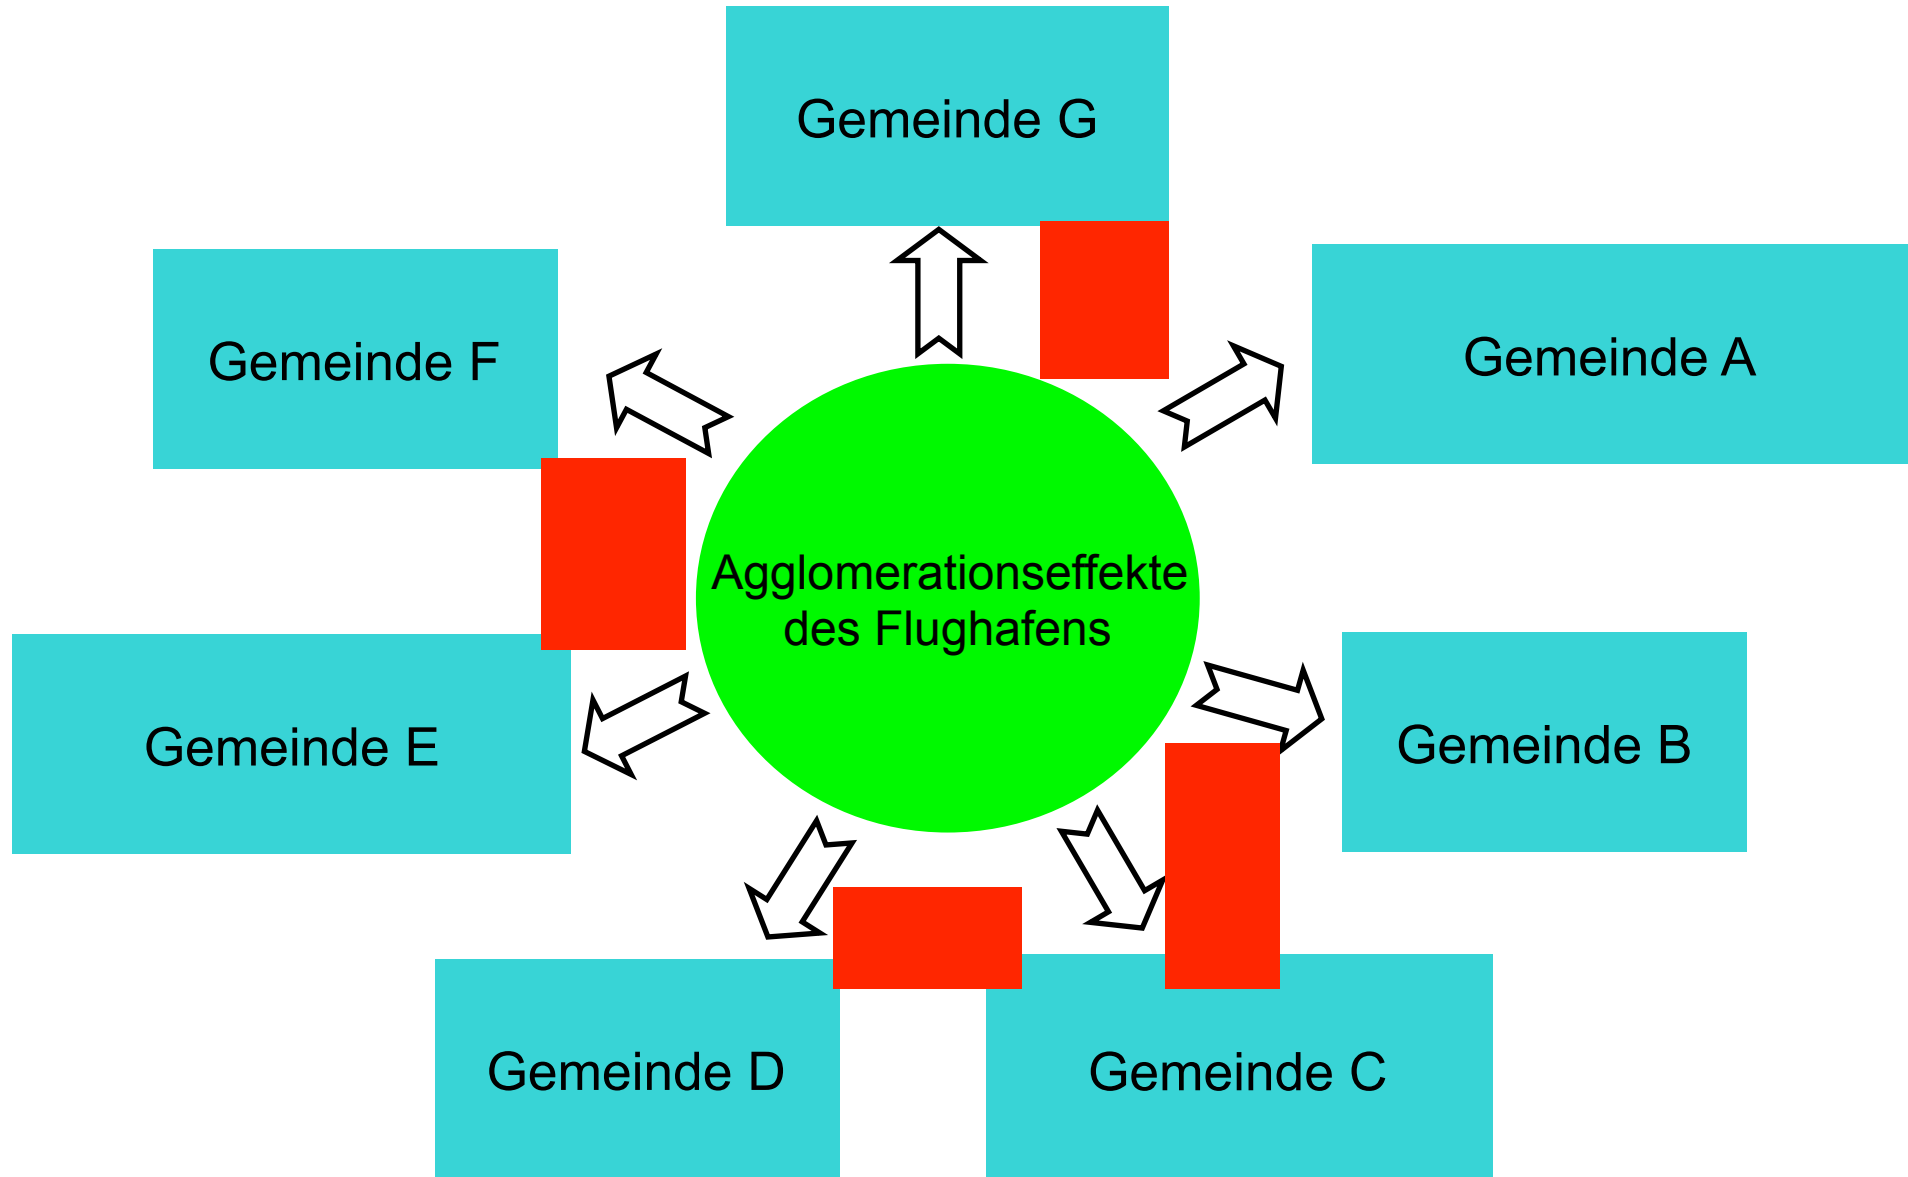 Gemeinde G
Gemeinde F
Gemeinde A
Agglomerationseffekte
des Flughafens
Gemeinde E
Gemeinde B
Gemeinde D
Gemeinde C